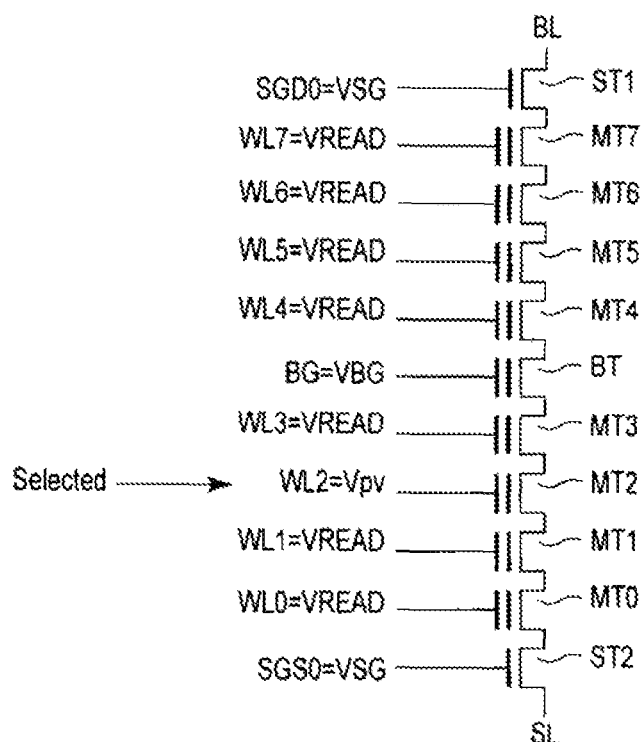 BL
SGD0=VSG ST1
WL7=VREAD MT7
WL6=VREAD MT6
WL5=VREAD MT5
WL4=VREAD MT4
BG=VBG BT
WL3=VREAD MT3
Selected WL2=Vpv MT2
WL1=VREAD MT1
WL0=VREAD MT0
SGS0=VSG ST2
SL